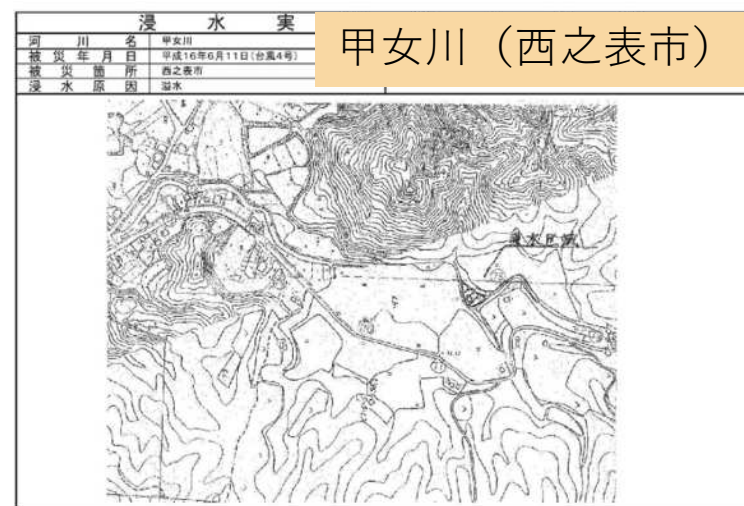 浸水実
甲女川（西之表市）
河川名 甲女川
被災年月日 平成16年6月11日(台風4号)
被災箇所 西之表市
浸水原因 溢水
浸水区域